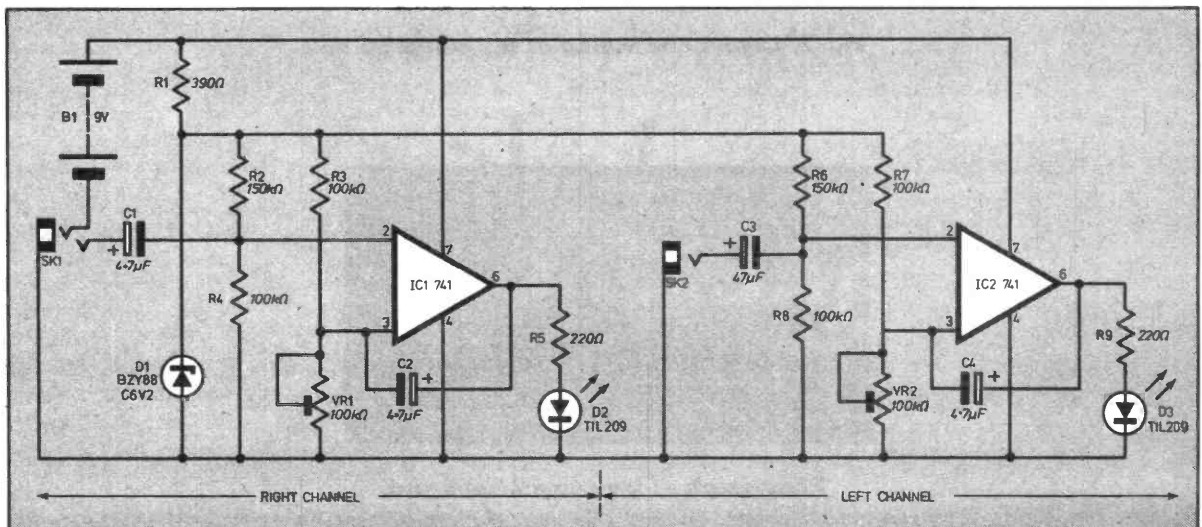 B1 9V
R1 390Ω
SK1
C1
+
4·7µF
R2
150kΩ
R3
100kΩ
R4
100kΩ
D1
BZY88
C6V2
2
3
7
6
4
IC1 741
VR1
100kΩ
C2
+
4·7µF
R5
220Ω
D2
TIL209
SK2
C3
+
47µF
R6
150kΩ
R7
100kΩ
R8
100kΩ
2
3
7
6
4
IC2 741
VR2
100kΩ
C4
+
4·7µF
R9
220Ω
D3
TIL209
RIGHT CHANNEL
LEFT CHANNEL